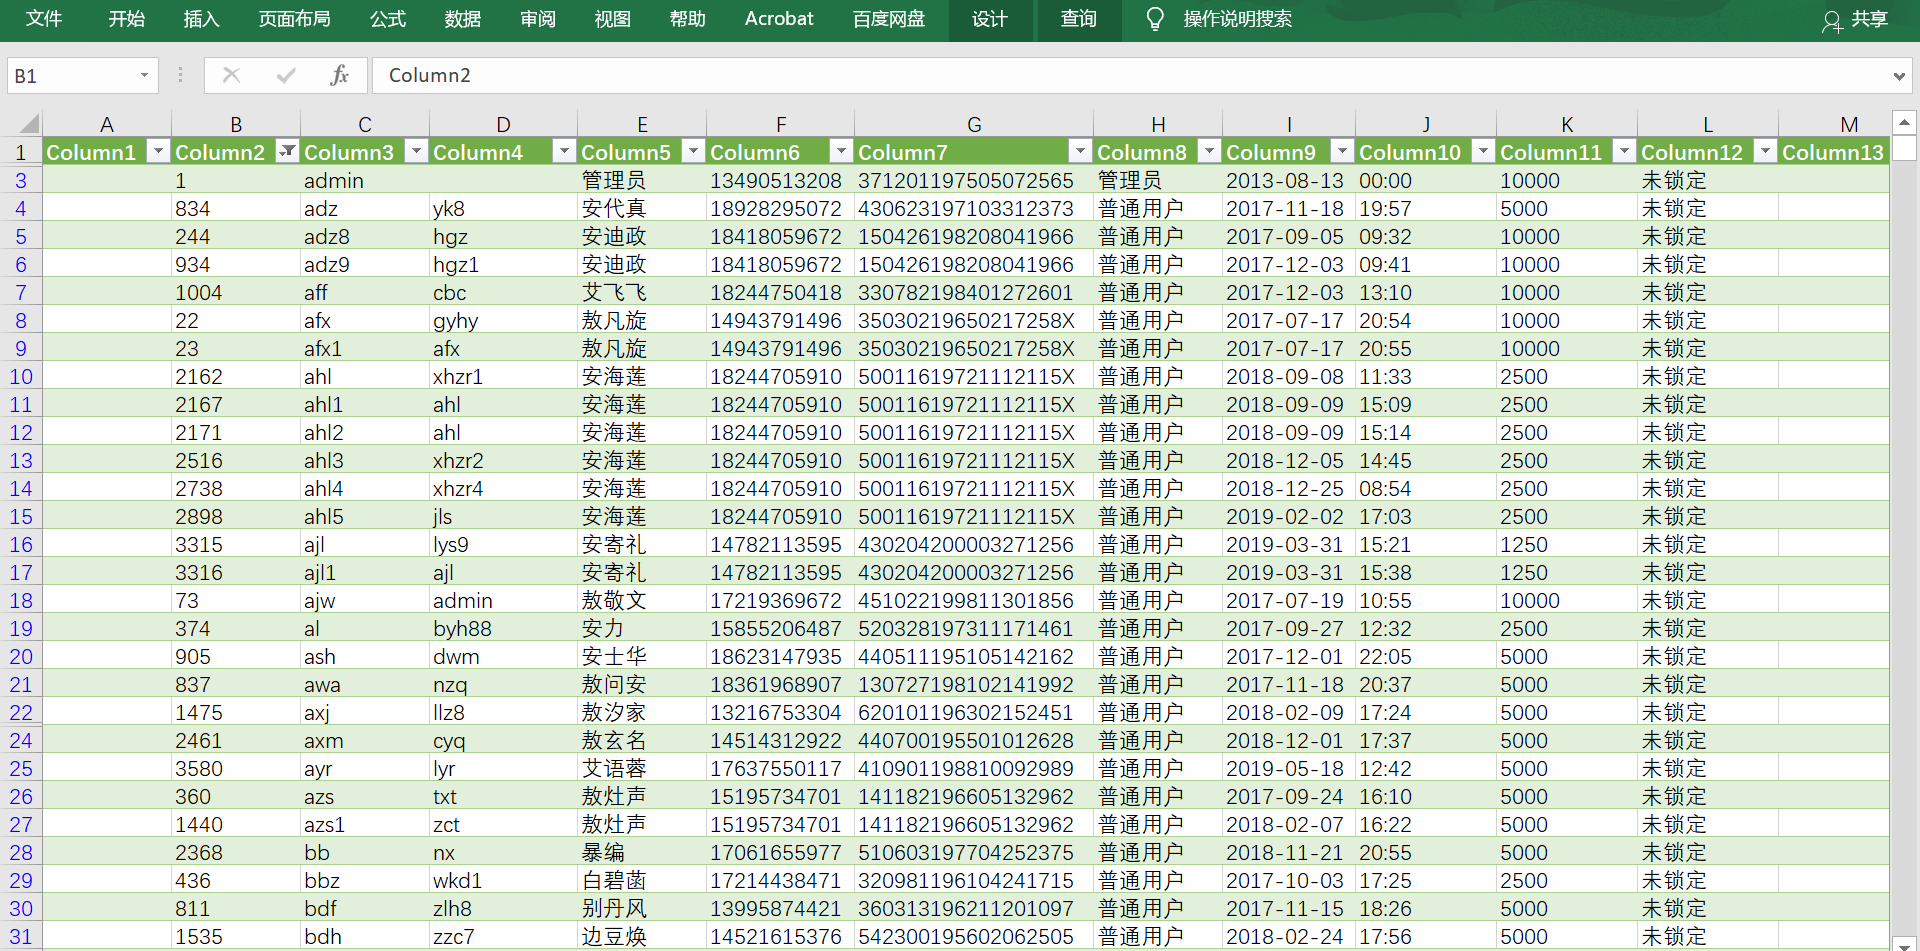 文件 开始 插入 页面布局 公式 数据 审阅 视图 帮助 Acrobat 百度网盘 设计 查询 操作说明搜索 共享
B1 fx Column2
A B C D E F G H I J K L M
1 Column1 Column2 Column3 Column4 Column5 Column6 Column7 Column8 Column9 Column10 Column11 Column12 Column13
3 1 admin 管理员 13490513208 371201197505072565 管理员 2013-08-13 00:00 10000 未锁定
4 834 adz yk8 安代真 18928295072 430623197103312373 普通用户 2017-11-18 19:57 5000 未锁定
5 244 adz8 hgz 安迪政 18418059672 150426198208041966 普通用户 2017-09-05 09:32 10000 未锁定
6 934 adz9 hgz1 安迪政 18418059672 150426198208041966 普通用户 2017-12-03 09:41 10000 未锁定
7 1004 aff cbc 艾飞飞 18244750418 330782198401272601 普通用户 2017-12-03 13:10 10000 未锁定
8 22 afx gyhy 敖凡旋 14943791496 35030219650217258X 普通用户 2017-07-17 20:54 10000 未锁定
9 23 afx1 afx 敖凡旋 14943791496 35030219650217258X 普通用户 2017-07-17 20:55 10000 未锁定
10 2162 ahl xhzr1 安海莲 18244705910 50011619721112115X 普通用户 2018-09-08 11:33 2500 未锁定
11 2167 ahl1 ahl 安海莲 18244705910 50011619721112115X 普通用户 2018-09-09 15:09 2500 未锁定
12 2171 ahl2 ahl 安海莲 18244705910 50011619721112115X 普通用户 2018-09-09 15:14 2500 未锁定
13 2516 ahl3 xhzr2 安海莲 18244705910 50011619721112115X 普通用户 2018-12-05 14:45 2500 未锁定
14 2738 ahl4 xhzr4 安海莲 18244705910 50011619721112115X 普通用户 2018-12-25 08:54 2500 未锁定
15 2898 ahl5 jls 安海莲 18244705910 50011619721112115X 普通用户 2019-02-02 17:03 2500 未锁定
16 3315 ajl lys9 安寄礼 14782113595 430204200003271256 普通用户 2019-03-31 15:21 1250 未锁定
17 3316 ajl1 ajl 安寄礼 14782113595 430204200003271256 普通用户 2019-03-31 15:38 1250 未锁定
18 73 ajw admin 敖敬文 17219369672 451022199811301856 普通用户 2017-07-19 10:55 10000 未锁定
19 374 al byh88 安力 15855206487 520328197311171461 普通用户 2017-09-27 12:32 2500 未锁定
20 905 ash dwm 安士华 18623147935 440511195105142162 普通用户 2017-12-01 22:05 5000 未锁定
21 837 awa nzq 敖问安 18361968907 130727198102141992 普通用户 2017-11-18 20:37 5000 未锁定
22 1475 axj llz8 敖汐家 13216753304 620101196302152451 普通用户 2018-02-09 17:24 5000 未锁定
24 2461 axm cyq 敖玄名 14514312922 440700195501012628 普通用户 2018-12-01 17:37 5000 未锁定
25 3580 ayr lyr 艾语蓉 17637550117 410901198810092989 普通用户 2019-05-18 12:42 5000 未锁定
26 360 azs txt 敖灶声 15195734701 141182196605132962 普通用户 2017-09-24 16:10 5000 未锁定
27 1440 azs1 zct 敖灶声 15195734701 141182196605132962 普通用户 2018-02-07 16:22 5000 未锁定
28 2368 bb nx 暴编 17061655977 510603197704252375 普通用户 2018-11-21 20:55 5000 未锁定
29 436 bbz wkd1 白碧菡 17214438471 320981196104241715 普通用户 2017-10-03 17:25 2500 未锁定
30 811 bdf zlh8 别丹风 13995874421 360313196211201097 普通用户 2017-11-15 18:26 5000 未锁定
31 1535 bdh zzc7 边豆焕 14521615376 542300195602062505 普通用户 2018-02-24 17:56 5000 未锁定